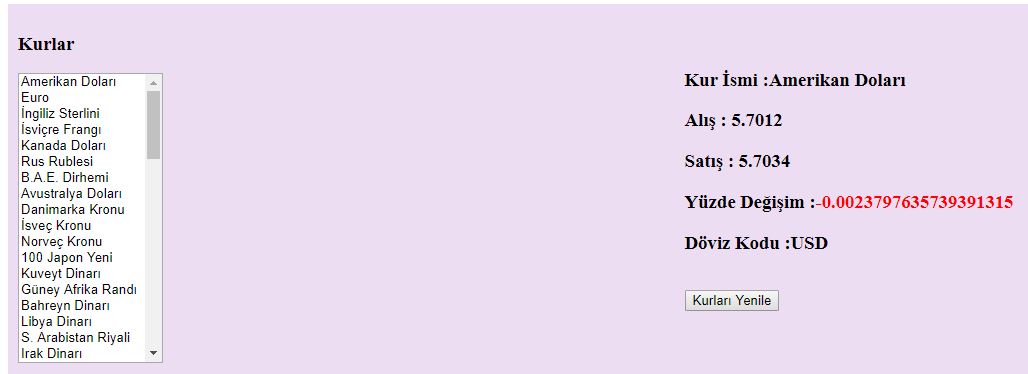 Kurlar
Amerikan Doları
Euro
İngiliz Sterlini
İsviçre Frangı
Kanada Doları
Rus Rublesi
B.A.E. Dirhemi
Avustralya Doları
Danimarka Kronu
İsveç Kronu
Norveç Kronu
100 Japon Yeni
Kuveyt Dinarı
Güney Afrika Randı
Bahreyn Dinarı
Libya Dinarı
S. Arabistan Riyali
Irak Dinarı
Kur İsmi :Amerikan Doları
Alış : 5.7012
Satış : 5.7034
Yüzde Değişim :-0.0023797635739391315
Döviz Kodu :USD
Kurları Yenile